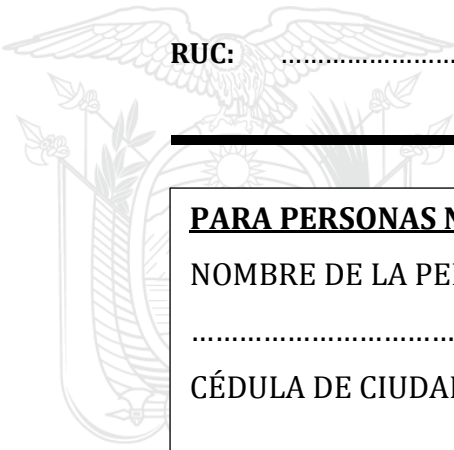 RUC: ……………………
PARA PERSONAS
NOMBRE DE LA
……………………………
CÉDULA DE